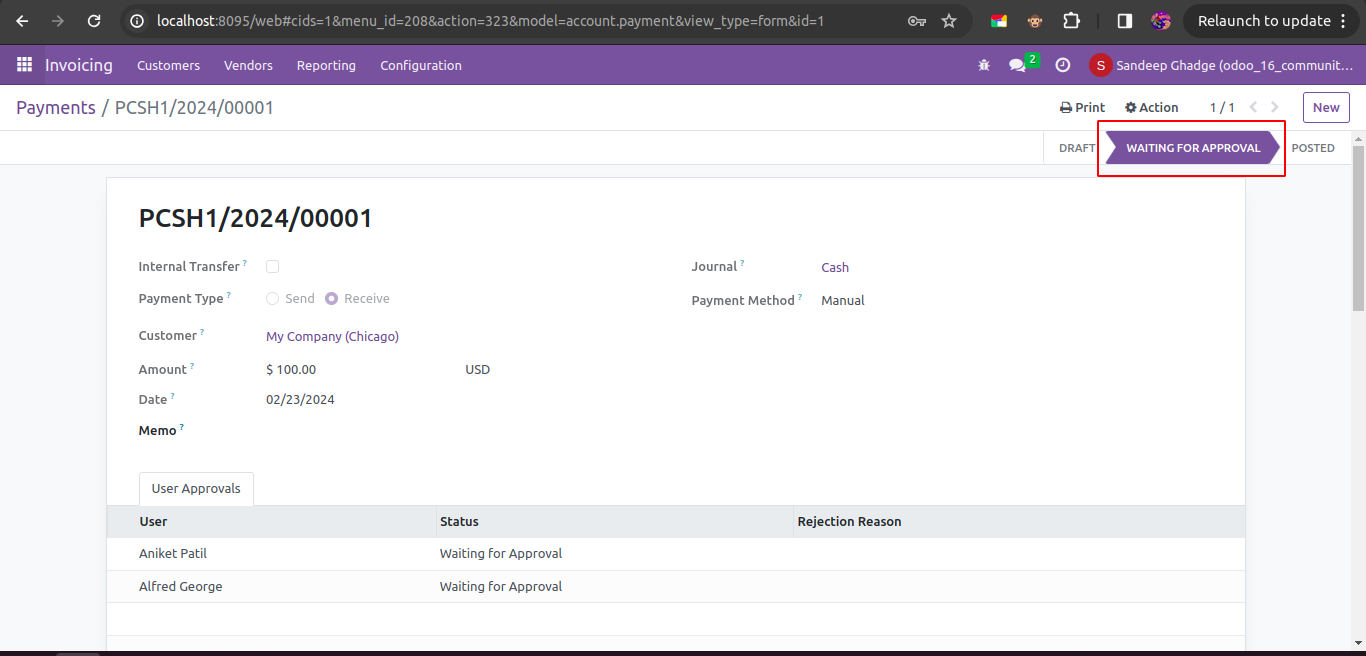 localhost:8095/web#cids=1&menu_id=208&action=323&model=account.payment&view_type=form&id=1
Relaunch to update
Invoicing Customers Vendors Reporting Configuration 2 S Sandeep Ghadge (odoo_16_communit...
Payments / PCSH1/2024/00001 Print Action 1 / 1 New
DRAFT WAITING FOR APPROVAL POSTED
PCSH1/2024/00001
Internal Transfer ? Journal ? Cash
Payment Type ? Send Receive Payment Method ? Manual
Customer ? My Company (Chicago)
Amount ? $ 100.00 USD
Date ? 02/23/2024
Memo ?
User Approvals
User Status Rejection Reason
Aniket Patil Waiting for Approval
Alfred George Waiting for Approval